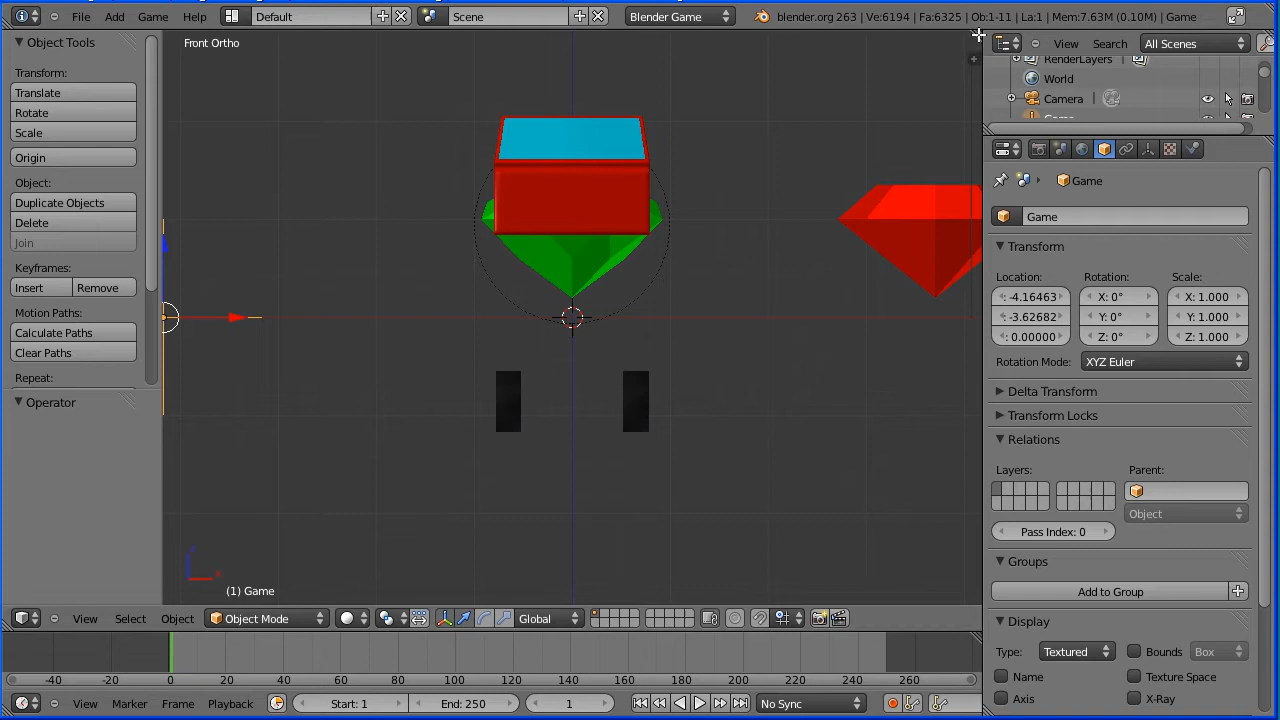 File Add Game Help Default Scene Blender Game blender.org 263 | Ve:6194 | Fa:6325 | Ob:1-11 | La:1 | Mem:7.63M (0.10M) | Game
Object Tools
Transform:
Translate
Rotate
Scale
Origin
Object:
Duplicate Objects
Delete
Join
Keyframes:
Insert Remove
Motion Paths:
Calculate Paths
Clear Paths
Repeat:
Operator
Front Ortho
(1) Game
View Search All Scenes
RenderLayers
World
Camera
Game
Game
Transform
Location: Rotation: Scale:
: -4.16463 X: 0° X: 1.000
-3.62682 Y: 0° Y: 1.000
: 0.00000 Z: 0° Z: 1.000
Rotation Mode: XYZ Euler
Delta Transform
Transform Locks
Relations
Layers: Parent:
Object
Pass Index: 0
Groups
Add to Group
Display
Type: Textured Bounds Box
Name Texture Space
Axis X-Ray
View Select Object Object Mode Global
-40 -20 0 20 40 60 80 100 120 140 160 180 200 220 240 260
View Marker Frame Playback Start: 1 End: 250 1 No Sync